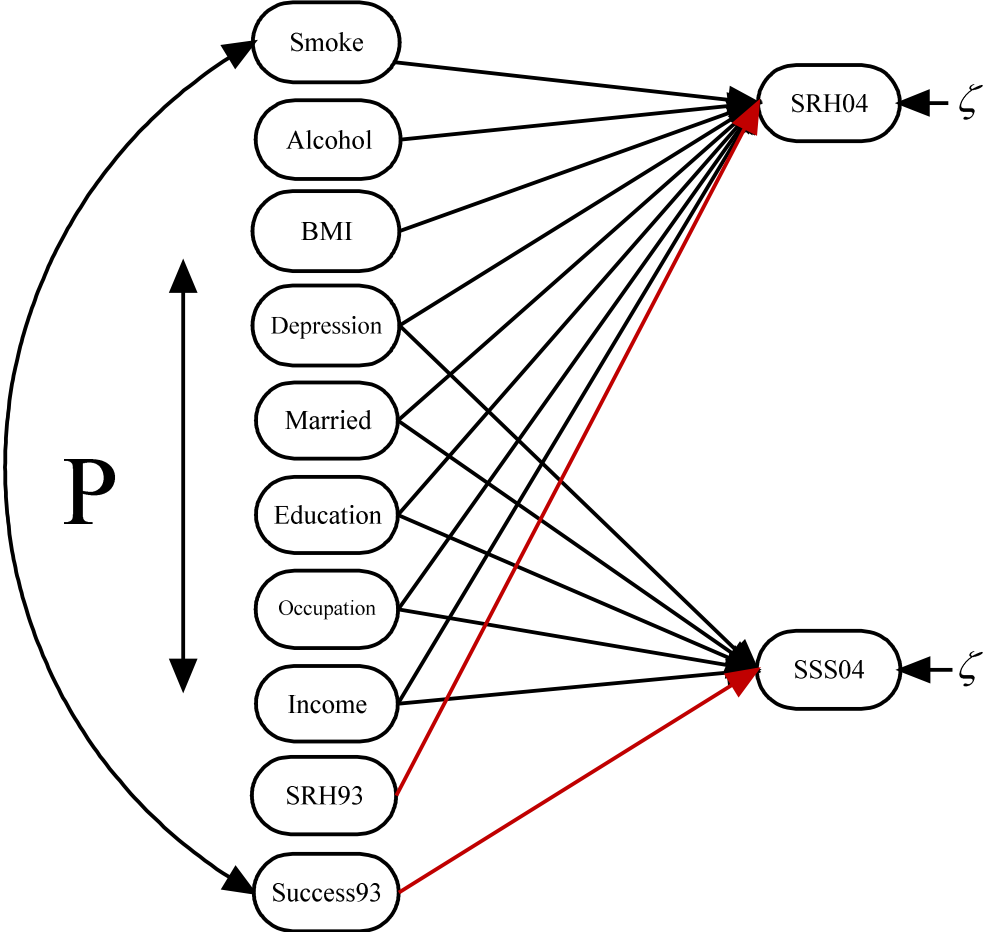 Smoke
Alcohol
BMI
Depression
Married
Education
Occupation
Income
SRH93
Success93
P
SRH04
ζ
SSS04
ζ